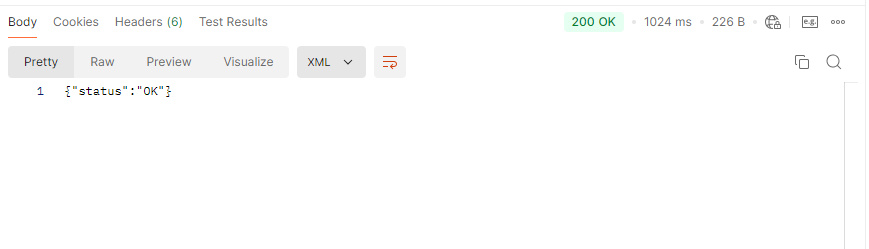 Body Cookies Headers (6) Test Results 200 OK 1024 ms 226 B e.g.
Pretty Raw Preview Visualize XML
1 {"status":"OK"}